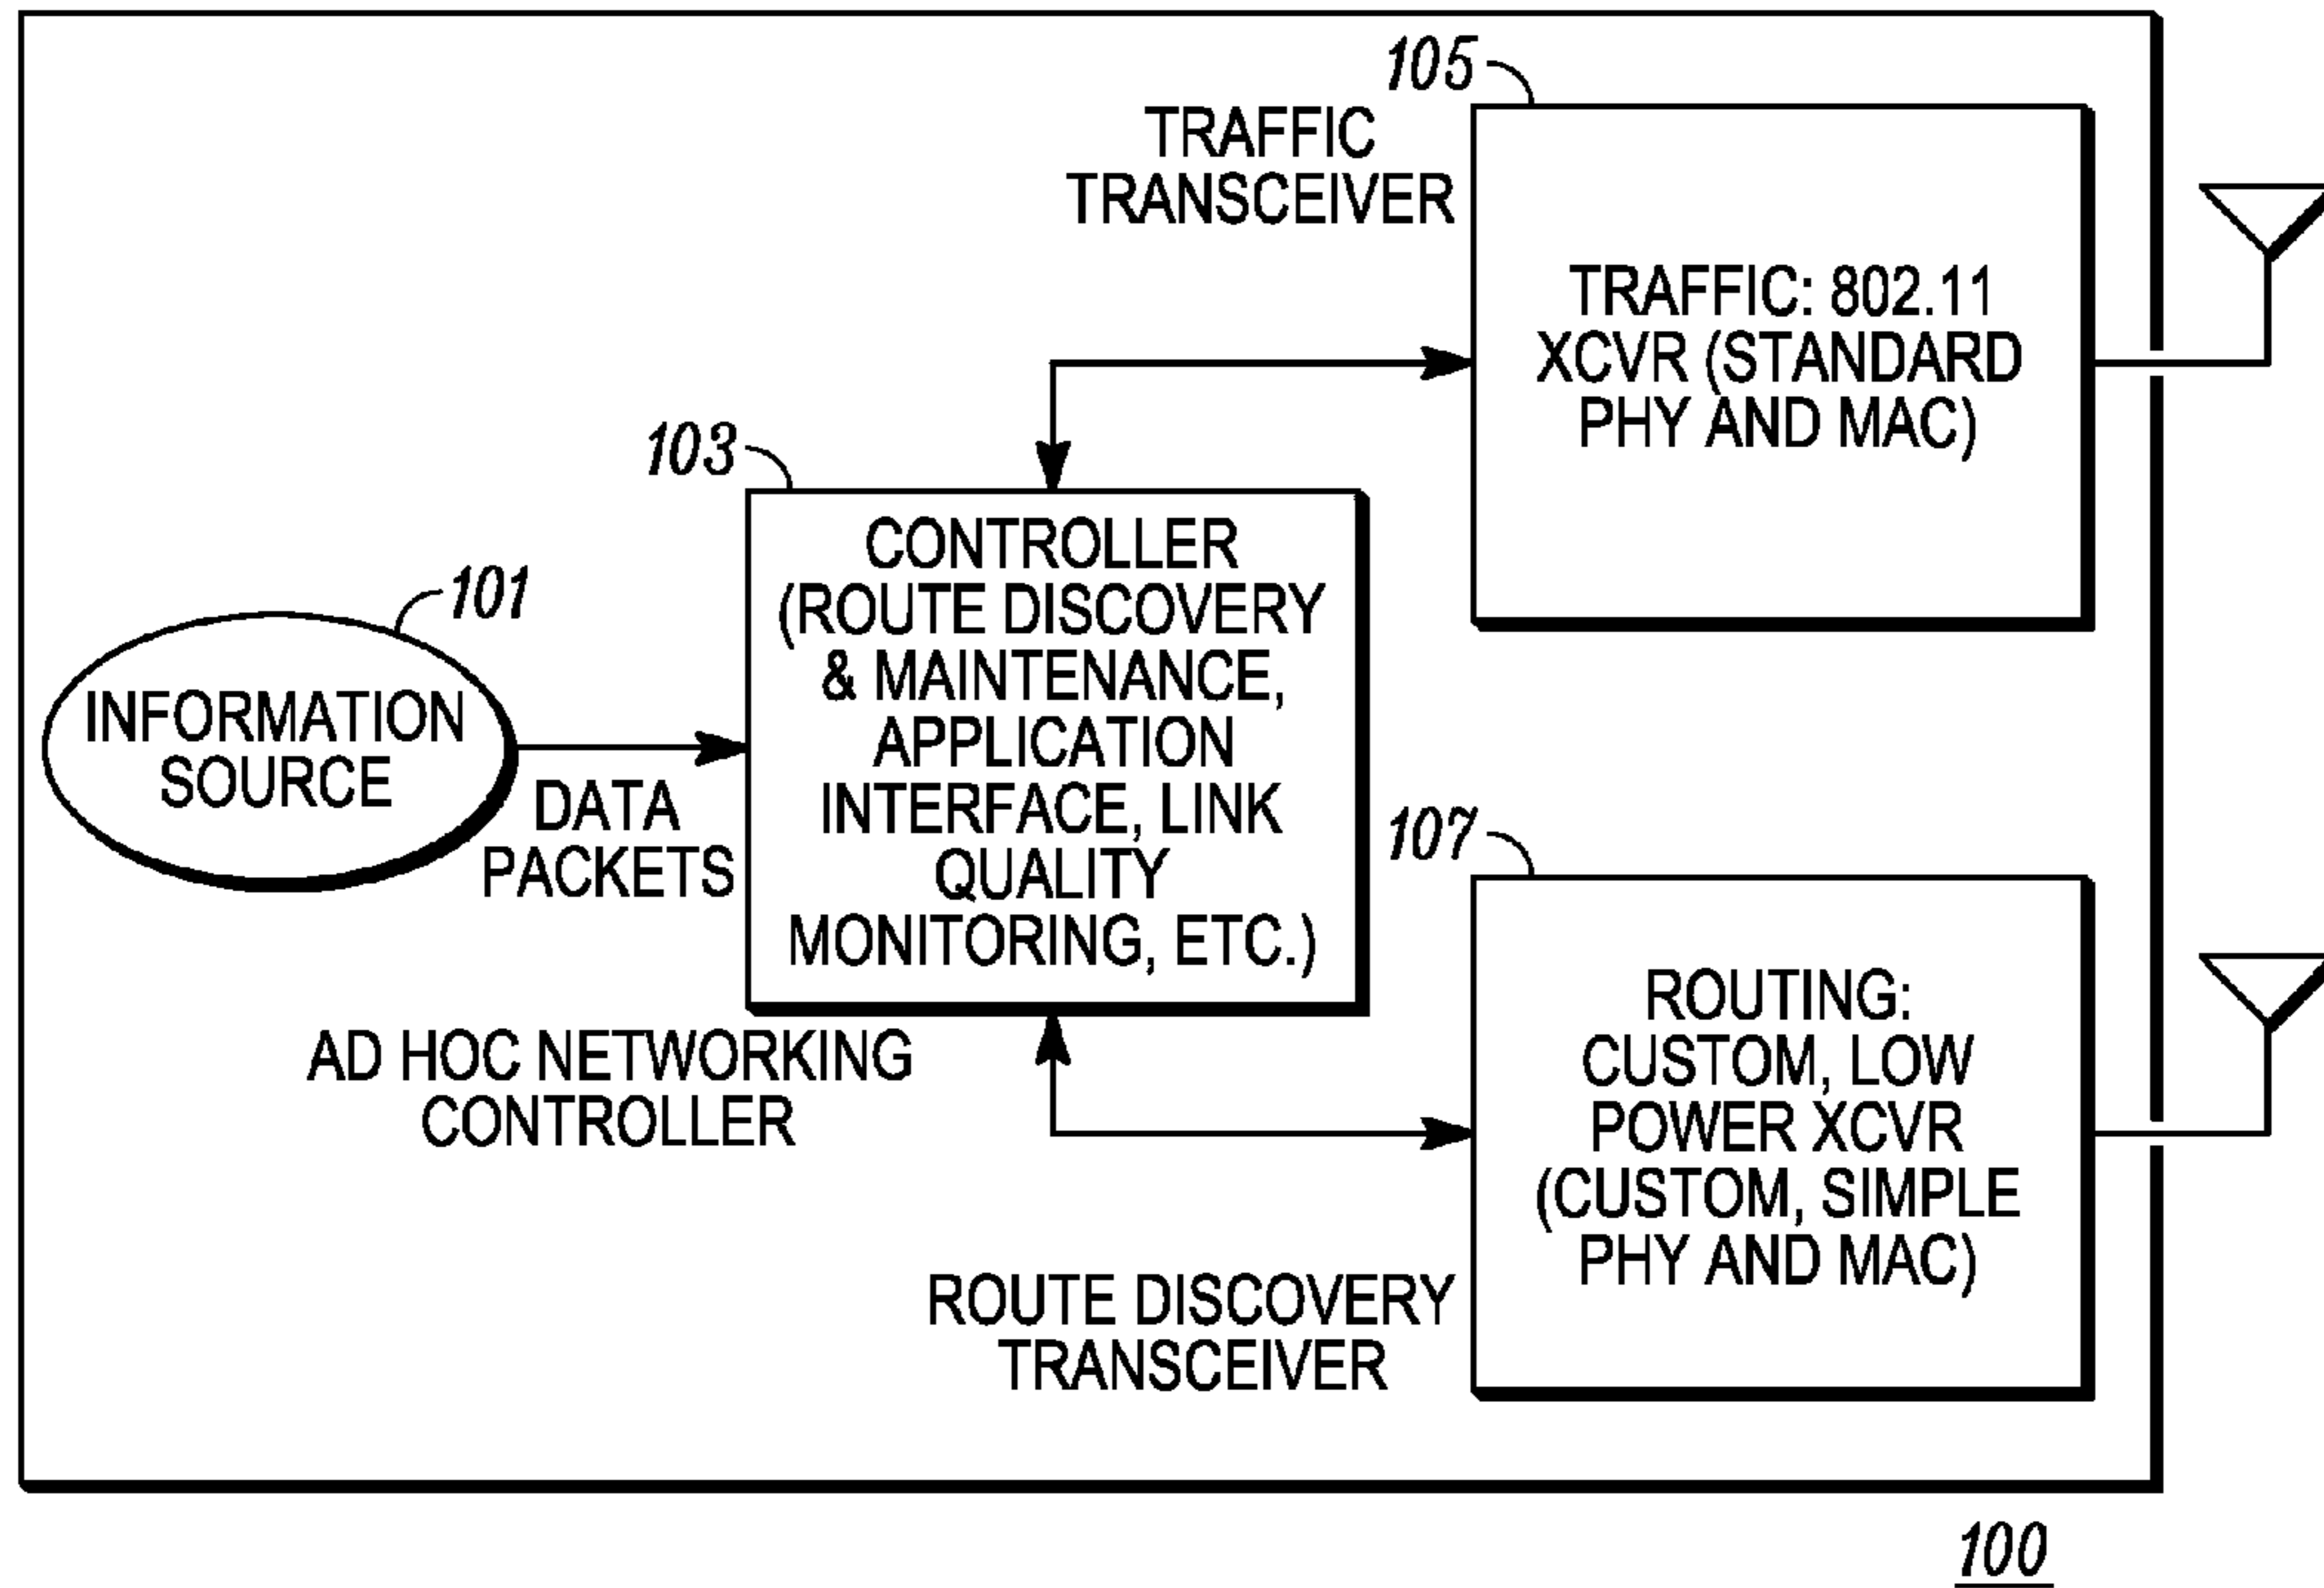 105
TRAFFIC
TRANSCEIVER
TRAFFIC: 802.11
XCVR (STANDARD
PHY AND MAC)
103
CONTROLLER
(ROUTE DISCOVERY
& MAINTENANCE,
APPLICATION
INTERFACE, LINK
QUALITY
MONITORING, ETC.)
101
INFORMATION
SOURCE
DATA
PACKETS
AD HOC NETWORKING
CONTROLLER
107
ROUTING:
CUSTOM, LOW
POWER XCVR
(CUSTOM, SIMPLE
PHY AND MAC)
ROUTE DISCOVERY
TRANSCEIVER
100